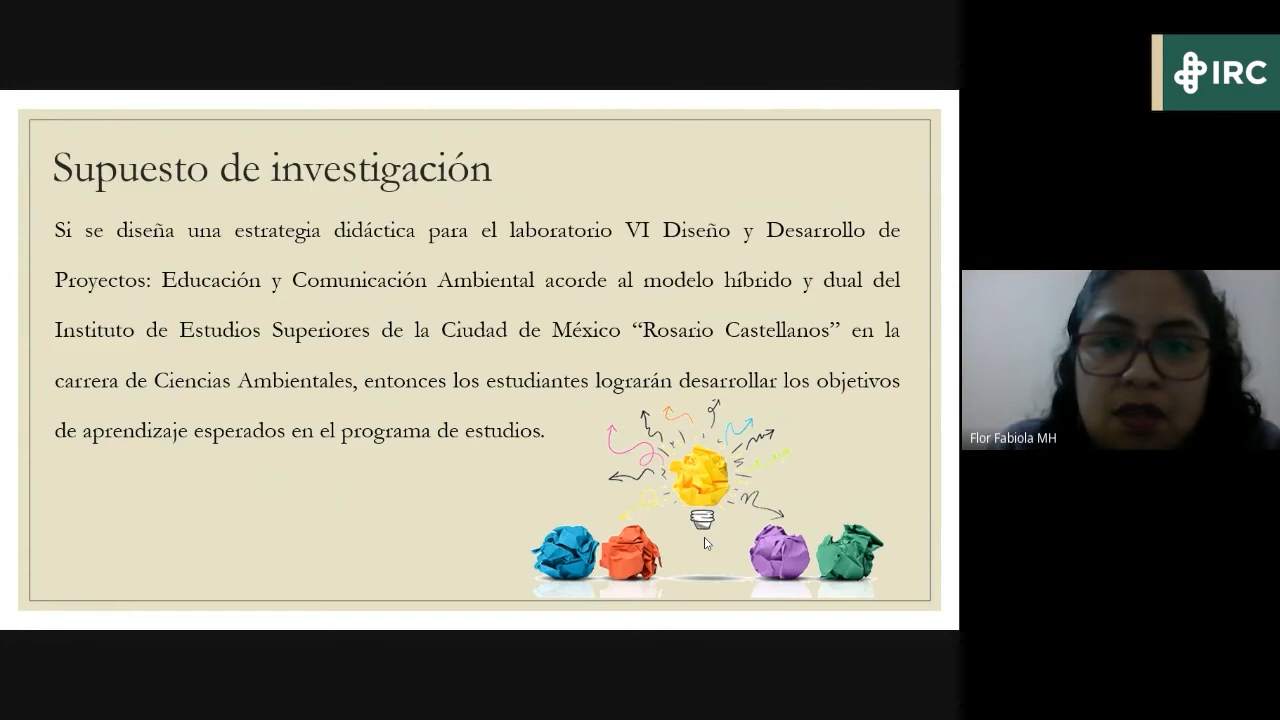 IRC
Supuesto de investigación
Si se diseña una estrategia didáctica para el laboratorio VI Diseño y Desarrollo de
Proyectos: Educación y Comunicación Ambiental acorde al modelo híbrido y dual del
Instituto de Estudios Superiores de la Ciudad de México “Rosario Castellanos” en la
carrera de Ciencias Ambientales, entonces los estudiantes lograrán desarrollar los objetivos
de aprendizaje esperados en el programa de estudios.
Flor Fabiola MH